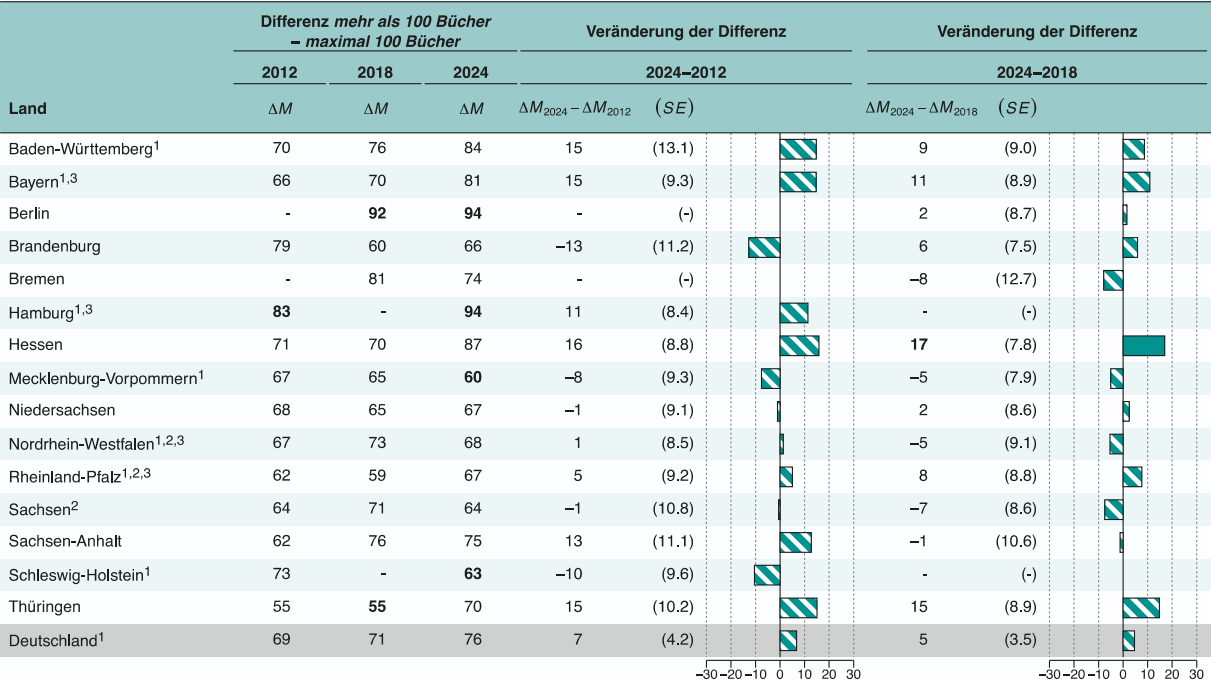 Differenz mehr als 100 Bücher – maximal 100 Bücher Veränderung der Differenz Veränderung der Differenz
2012 2018 2024 2024–2012 2024–2018
Land ΔM ΔM ΔM ΔM2024 – ΔM2012 (SE) ΔM2024 – ΔM2018 (SE)
Baden-Württemberg1 70 76 84 15 (13.1) 9 (9.0)
Bayern1,3 66 70 81 15 (9.3) 11 (8.9)
Berlin - 92 94 - (-) 2 (8.7)
Brandenburg 79 60 66 –13 (11.2) 6 (7.5)
Bremen - 81 74 - (-) –8 (12.7)
Hamburg1,3 83 - 94 11 (8.4) - (-)
Hessen 71 70 87 16 (8.8) 17 (7.8)
Mecklenburg-Vorpommern1 67 65 60 –8 (9.3) –5 (7.9)
Niedersachsen 68 65 67 –1 (9.1) 2 (8.6)
Nordrhein-Westfalen1,2,3 67 73 68 1 (8.5) –5 (9.1)
Rheinland-Pfalz1,2,3 62 59 67 5 (9.2) 8 (8.8)
Sachsen2 64 71 64 –1 (10.8) –7 (8.6)
Sachsen-Anhalt 62 76 75 13 (11.1) –1 (10.6)
Schleswig-Holstein1 73 - 63 –10 (9.6) - (-)
Thüringen 55 55 70 15 (10.2) 15 (8.9)
Deutschland1 69 71 76 7 (4.2) 5 (3.5)
–30 –20 –10 0 10 20 30 –30 –20 –10 0 10 20 30